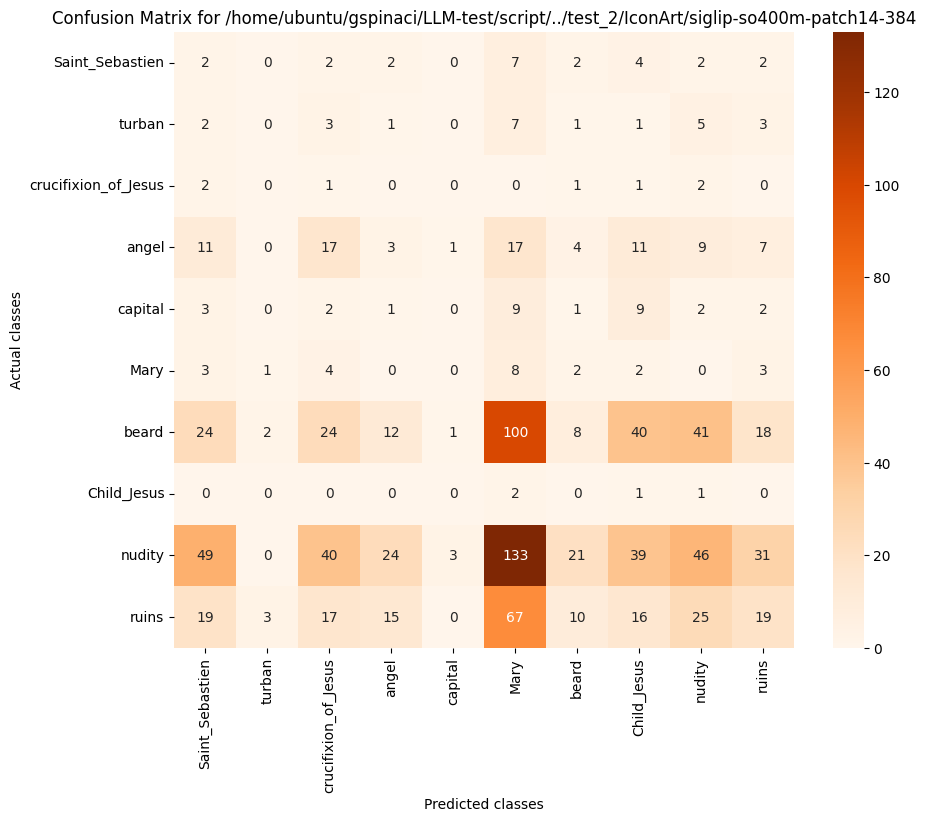 Confusion Matrix for /home/ubuntu/gspinaci/LLM-test/script/../test_2/IconArt/siglip-so400m-patch14-384
Saint_Sebastien 2 0 2 2 0 7 2 4 2 2
turban 2 0 3 1 0 7 1 1 5 3
crucifixion_of_Jesus 2 0 1 0 0 0 1 1 2 0
angel 11 0 17 3 1 17 4 11 9 7
capital 3 0 2 1 0 9 1 9 2 2
Mary 3 1 4 0 0 8 2 2 0 3
beard 24 2 24 12 1 100 8 40 41 18
Child_Jesus 0 0 0 0 0 2 0 1 1 0
nudity 49 0 40 24 3 133 21 39 46 31
ruins 19 3 17 15 0 67 10 16 25 19
Actual classes
Saint_Sebastien
turban
crucifixion_of_Jesus
angel
capital
Mary
beard
Child_Jesus
nudity
ruins
Predicted classes
120
100
80
60
40
20
0